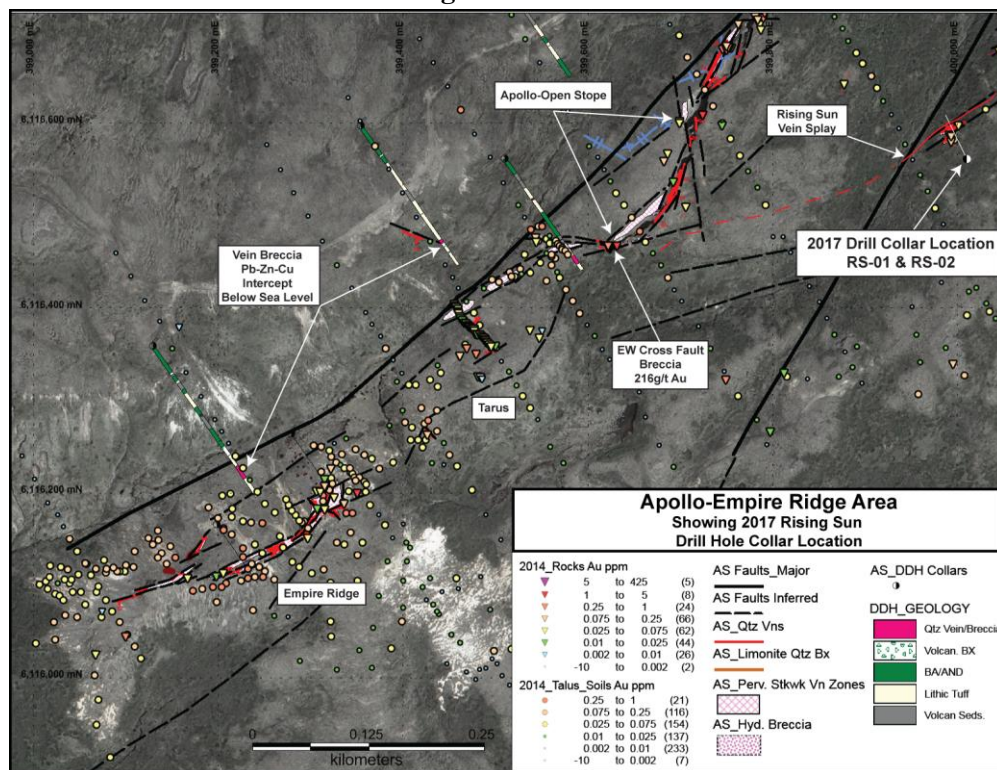 399,000 mE
399,200 mE
399,400 mE
399,600 mE
400,000 mE
6,116,600 mN
6,116,400 mN
6,116,200 mN
6,116,000 mN
Apollo-Open Stope
Rising Sun
Vein Splay
2017 Drill Collar Location
RS-01 & RS-02
Vein Breccia
Pb-Zn-Cu
Intercept
Below Sea Level
EW Cross Fault
Breccia
216g/t Au
Tarus
Empire Ridge
0 0.125 0.25
kilometers
Apollo-Empire Ridge Area
Showing 2017 Rising Sun
Drill Hole Collar Location
2014_Rocks Au ppm
5 to 425 (5)
1 to 5 (8)
0.25 to 1 (24)
0.075 to 0.25 (66)
0.025 to 0.075 (62)
0.01 to 0.025 (44)
0.002 to 0.01 (26)
-10 to 0.002 (2)
2014_Talus_Soils Au ppm
0.25 to 1 (21)
0.075 to 0.25 (116)
0.025 to 0.075 (154)
0.01 to 0.025 (137)
0.002 to 0.01 (233)
-10 to 0.002 (7)
AS Faults_Major
AS Faults Inferred
AS_Qtz Vns
AS_Limonite Qtz Bx
AS_Perv. Stkwk Vn Zones
AS_Hyd. Breccia
AS_DDH Collars
DDH_GEOLOGY
Qtz Vein/Breccia
Volcan. BX
BA/AND
Lithic Tuff
Volcan Seds.